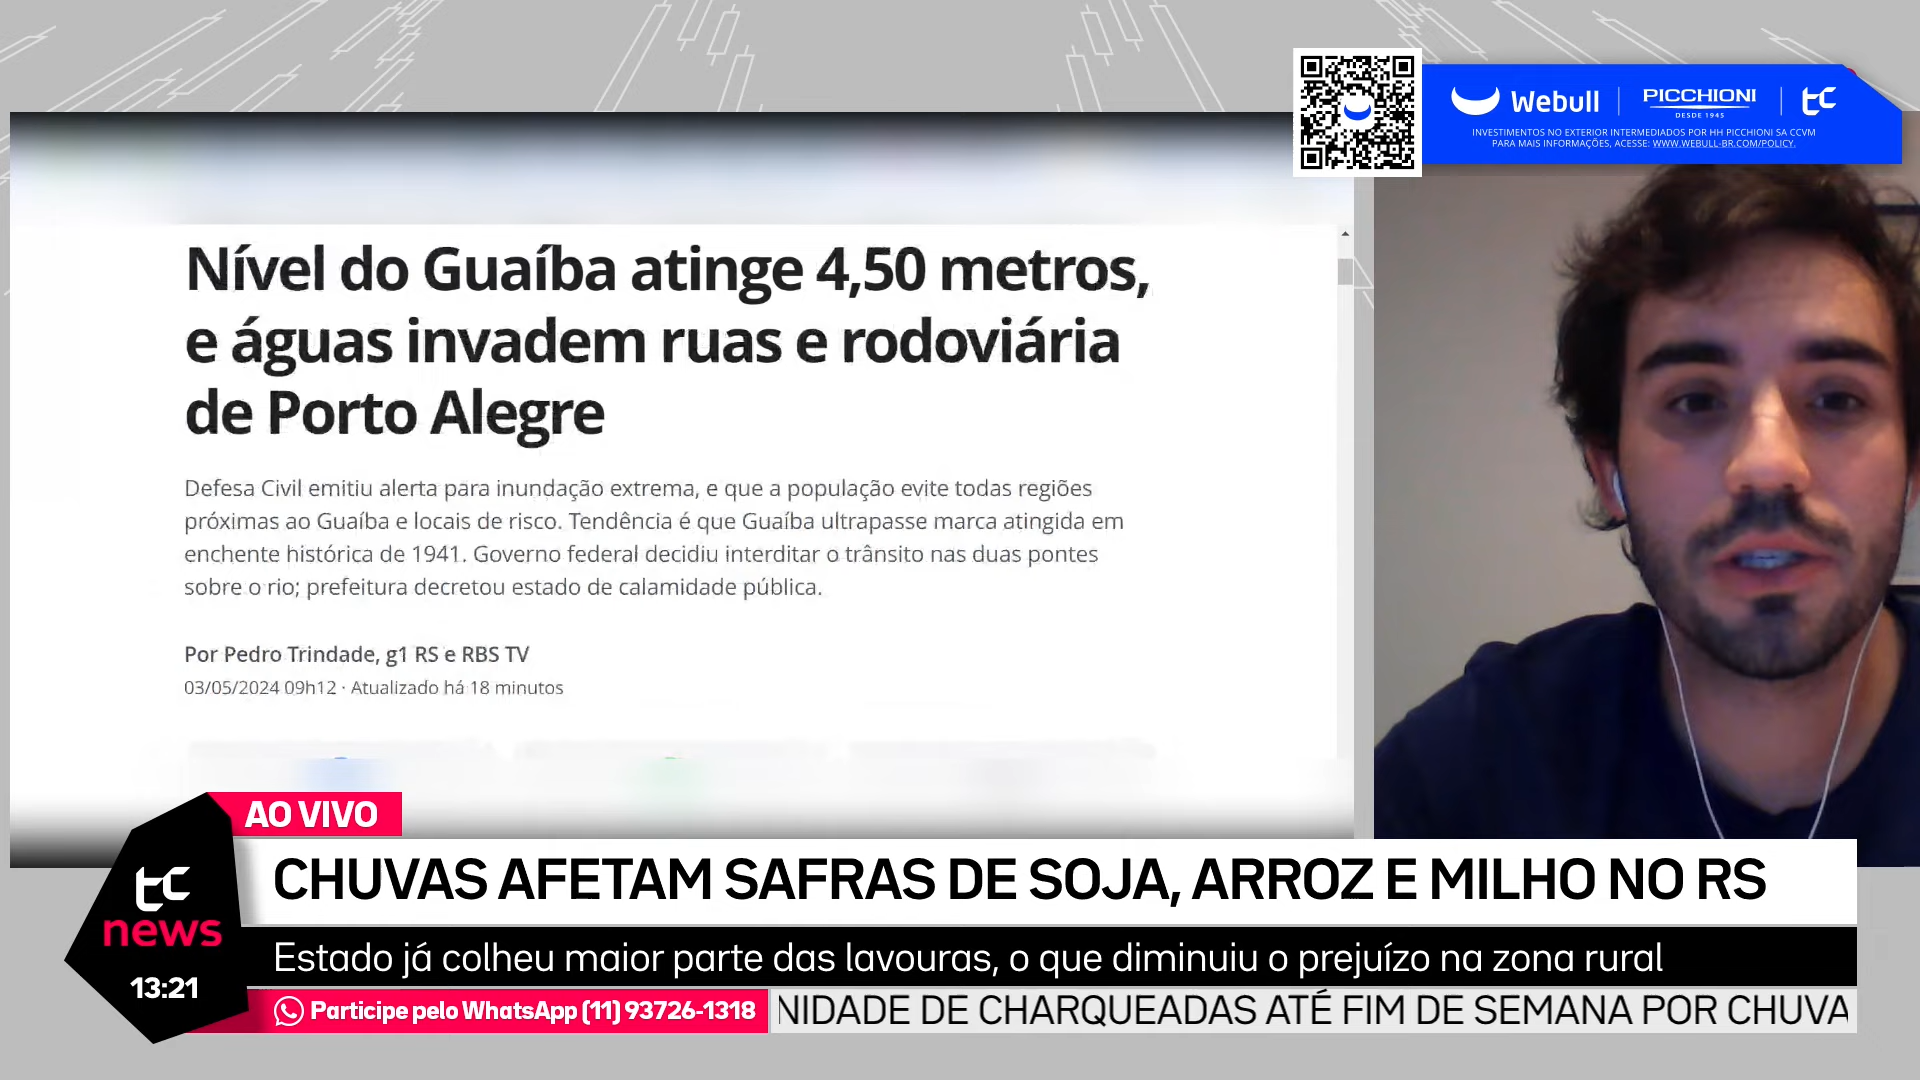 Webull
PICCHIONI
DESDE 1945
tc
INVESTIMENTOS NO EXTERIOR INTERMEDIADOS POR HH PICCHIONI SA CCVM
PARA MAIS INFORMAÇÕES, ACESSE: WWW.WEBULL-BR.COM/POLICY.
Nível do Guaíba atinge 4,50 metros,
e águas invadem ruas e rodoviária
de Porto Alegre
Defesa Civil emitiu alerta para inundação extrema, e que a população evite todas regiões
próximas ao Guaíba e locais de risco. Tendência é que Guaíba ultrapasse marca atingida em
enchente histórica de 1941. Governo federal decidiu interditar o trânsito nas duas pontes
sobre o rio; prefeitura decretou estado de calamidade pública.
Por Pedro Trindade, g1 RS e RBS TV
03/05/2024 09h12 · Atualizado há 18 minutos
AO VIVO
CHUVAS AFETAM SAFRAS DE SOJA, ARROZ E MILHO NO RS
Estado já colheu maior parte das lavouras, o que diminuiu o prejuízo na zona rural
tc
news
13:21
Participe pelo WhatsApp (11) 93726-1318
NIDADE DE CHARQUEADAS ATÉ FIM DE SEMANA POR CHUVA